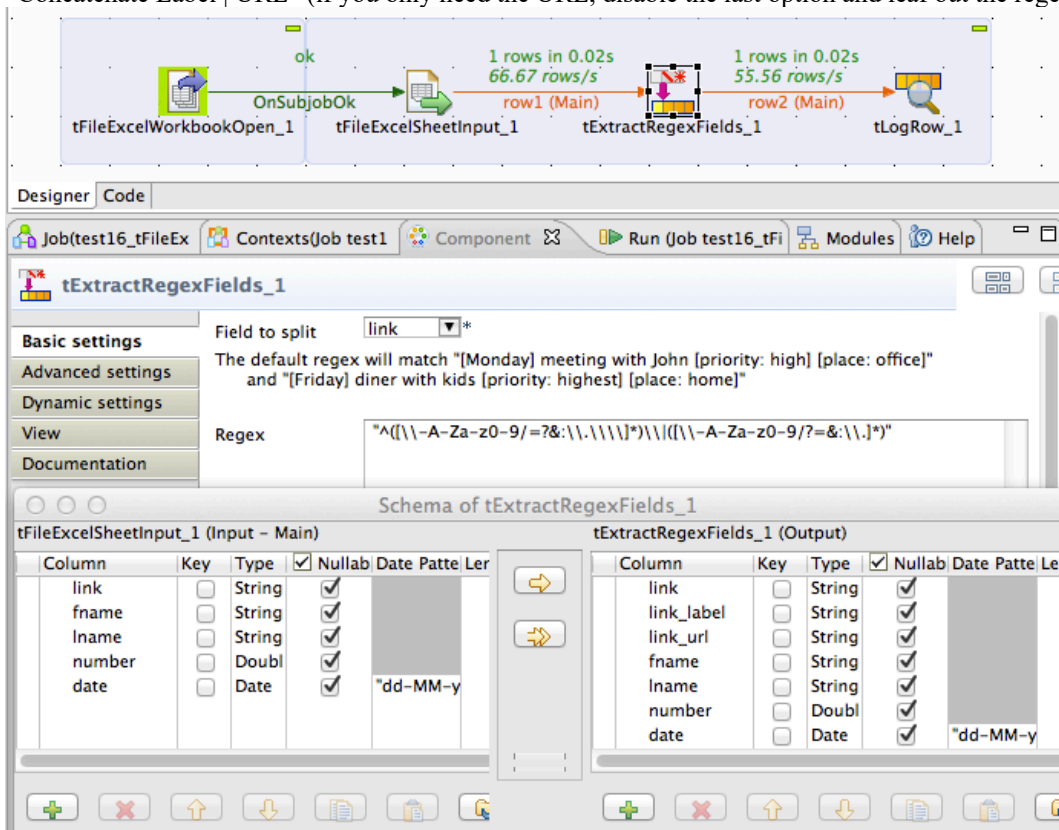 ok
1 rows in 0.02s
1 rows in 0.02s
66.67 rows/s
55.56 rows/s
OnSubjobOk
row1 (Main)
row2 (Main)
tFileExcelWorkbookOpen_1
tFileExcelSheetInput_1
tExtractRegexFields_1
tLogRow_1
Designer
Code
Job(test16_tFileEx
Contexts(Job test1
Component
Run (Job test16_tFi
Modules
Help
tExtractRegexFields_1
Basic settings
Advanced settings
Dynamic settings
View
Documentation
Field to split link *
The default regex will match "[Monday] meeting with John [priority: high] [place: office]"
and "[Friday] diner with kids [priority: highest] [place: home]"
Regex "^([\\-A-Za-z0-9/=?&:\\.\\\\]*)\\|([\\-A-Za-z0-9/?=&:\\.]*)"
Schema of tExtractRegexFields_1
tFileExcelSheetInput_1 (Input - Main)
Column Key Type Nullab Date Patte Ler
link String
fname String
lname String
number Doubl
date Date "dd-MM-y
tExtractRegexFields_1 (Output)
Column Key Type Nullab Date Patte Le
link String
link_label String
link_url String
fname String
lname String
number Doubl
date Date "dd-MM-y